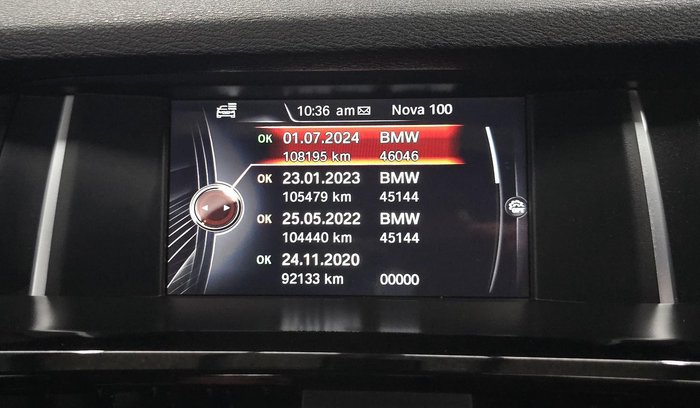 10:36 am Nova 100
OK 01.07.2024 BMW
108195 km 46046
OK 23.01.2023 BMW
105479 km 45144
OK 25.05.2022 BMW
104440 km 45144
OK 24.11.2020
92133 km 00000